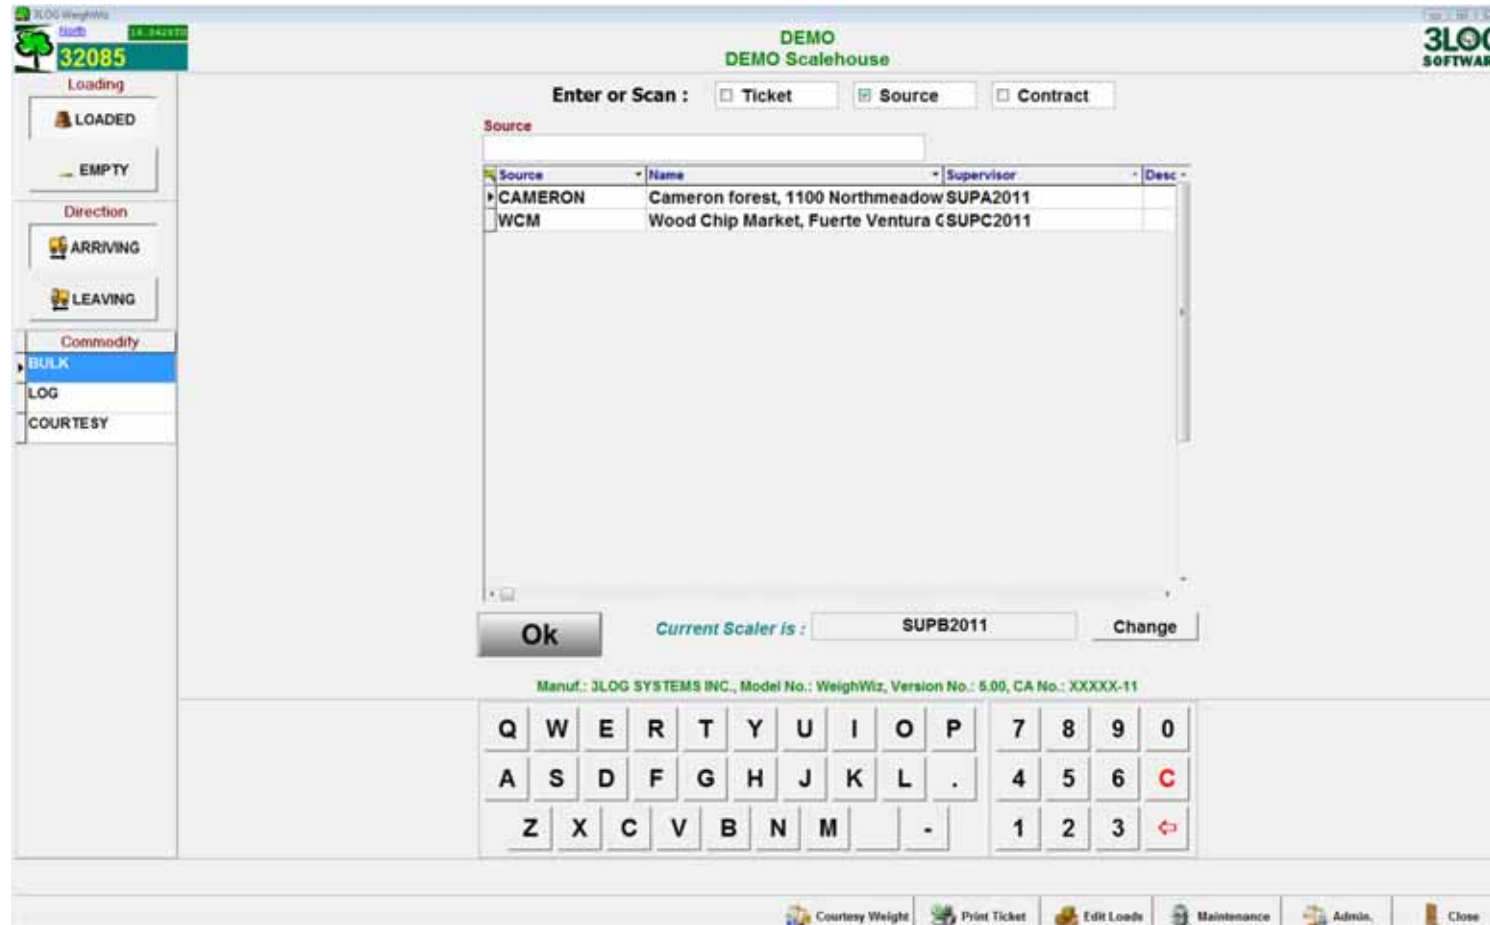 3LOG WeighWiz
North
32085
DEMO
DEMO Scalehouse
3LOG
SOFTWAR
Loading
LOADED
EMPTY
Direction
ARRIVING
LEAVING
Commodity
BULK
LOG
COURTESY
Enter or Scan : Ticket Source Contract
Source
Source Name Supervisor Desc
CAMERON Cameron forest, 1100 Northmeadow SUPA2011
WCM Wood Chip Market, Fuerte Ventura SUPC2011
Ok Current Scaler is : SUPB2011 Change
Manuf.: 3LOG SYSTEMS INC., Model No.: WeighWiz, Version No.: 5.00, CA No.: XXXXX-11
Q W E R T Y U I O P 7 8 9 0
A S D F G H J K L . 4 5 6 C
Z X C V B N M - 1 2 3
Courtesy Weight Print Ticket Edit Loads Maintenance Admin. Close